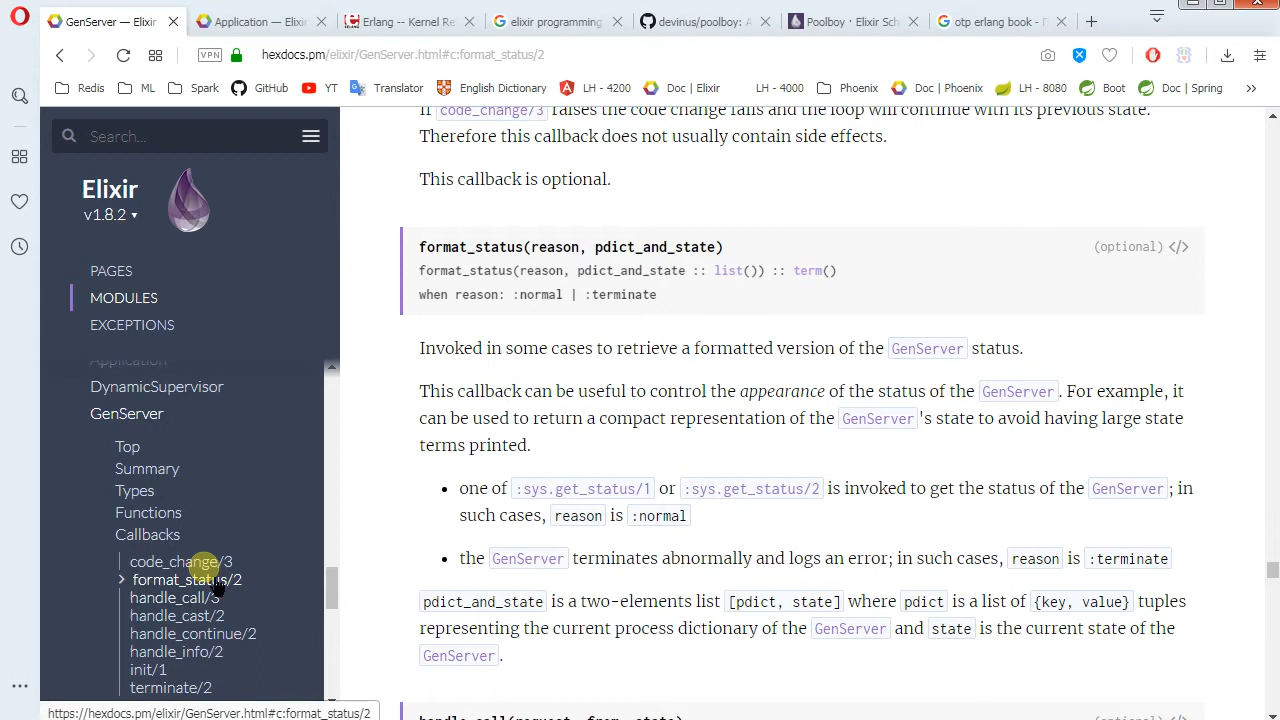 GenServer — Elixir
Application — Elixi
Erlang -- Kernel Re
elixir programming
devinus/poolboy:
Poolboy · Elixir Sch
otp erlang book - П
VPN
hexdocs.pm/elixir/GenServer.html#c:format_status/2
Redis
ML
Spark
GitHub
YT
Translator
English Dictionary
LH - 4200
Doc | Elixir
LH - 4000
Phoenix
Doc | Phoenix
LH - 8080
Boot
Doc | Spring
Search...
Elixir
v1.8.2
PAGES
MODULES
EXCEPTIONS
Application
DynamicSupervisor
GenServer
Top
Summary
Types
Functions
Callbacks
code_change/3
format_status/2
handle_call/3
handle_cast/2
handle_continue/2
handle_info/2
init/1
terminate/2
https://hexdocs.pm/elixir/GenServer.html#c:format_status/2
If code_change/3 raises the code change fails and the loop will continue with its previous state.
Therefore this callback does not usually contain side effects.
This callback is optional.
format_status(reason, pdict_and_state) (optional) </>
format_status(reason, pdict_and_state :: list()) :: term()
when reason: :normal | :terminate
Invoked in some cases to retrieve a formatted version of the GenServer status.
This callback can be useful to control the appearance of the status of the GenServer. For example, it
can be used to return a compact representation of the GenServer's state to avoid having large state
terms printed.
• one of :sys.get_status/1 or :sys.get_status/2 is invoked to get the status of the GenServer; in
such cases, reason is :normal
• the GenServer terminates abnormally and logs an error; in such cases, reason is :terminate
pdict_and_state is a two-elements list [pdict, state] where pdict is a list of {key, value} tuples
representing the current process dictionary of the GenServer and state is the current state of the
GenServer.
handle_call(request, from, state) (optional) </>